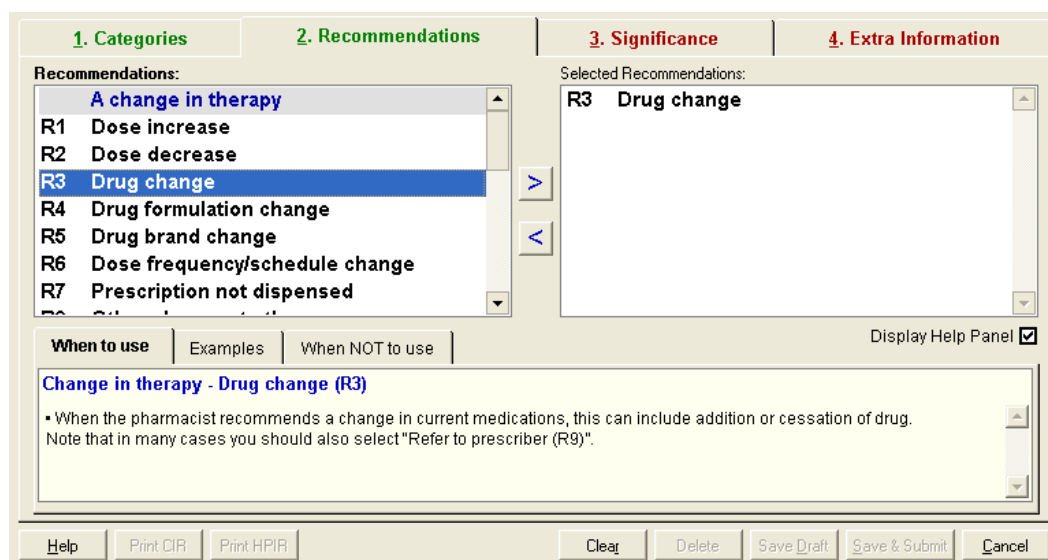 1. Categories
2. Recommendations
3. Significance
4. Extra Information
Recommendations:
Selected Recommendations:
A change in therapy
R1 Dose increase
R2 Dose decrease
R3 Drug change
R4 Drug formulation change
R5 Drug brand change
R6 Dose frequency/schedule change
R7 Prescription not dispensed
R3 Drug change
>
<
Display Help Panel
When to use
Examples
When NOT to use
Change in therapy - Drug change (R3)
▪ When the pharmacist recommends a change in current medications, this can include addition or cessation of drug.
Note that in many cases you should also select "Refer to prescriber (R9)".
Help
Print CIR
Print HPIR
Clear
Delete
Save Draft
Save & Submit
Cancel